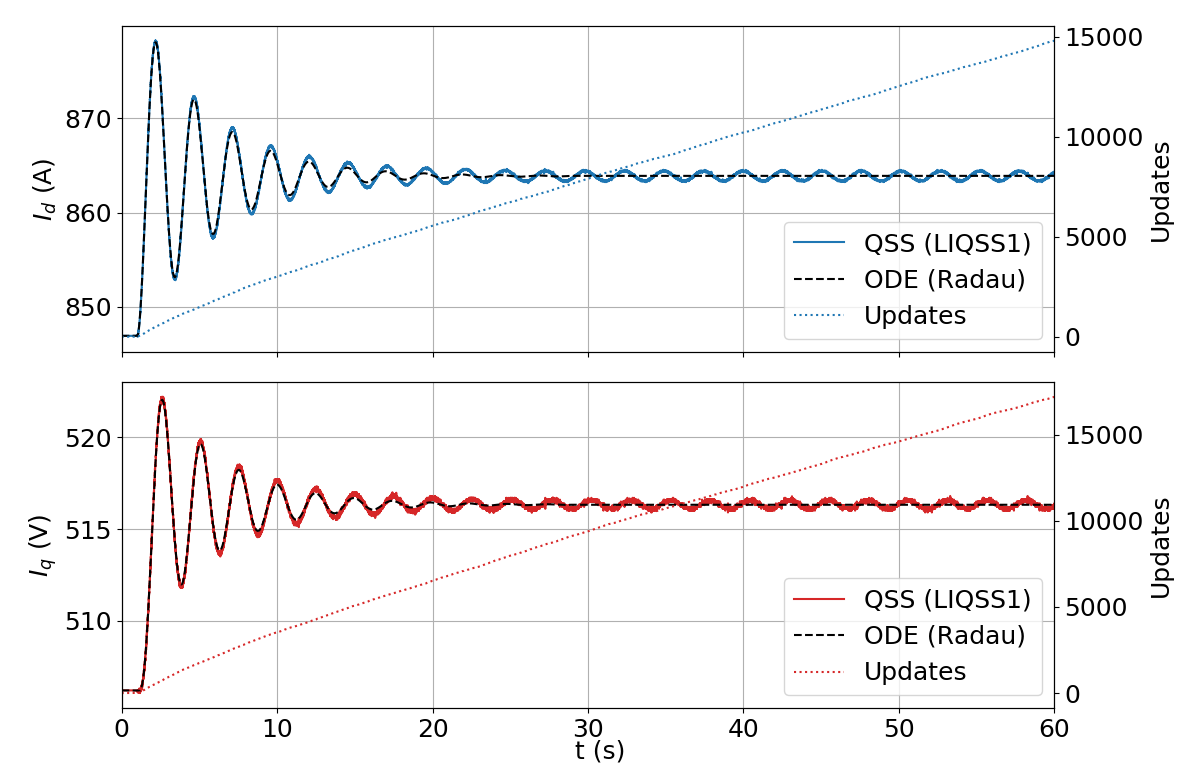 870
860
850
I_d (A)
15000
10000
5000
0
Updates
QSS (LIQSS1)
ODE (Radau)
Updates
520
515
510
I_q (V)
15000
10000
5000
0
Updates
QSS (LIQSS1)
ODE (Radau)
Updates
0 10 20 30 40 50 60
t (s)